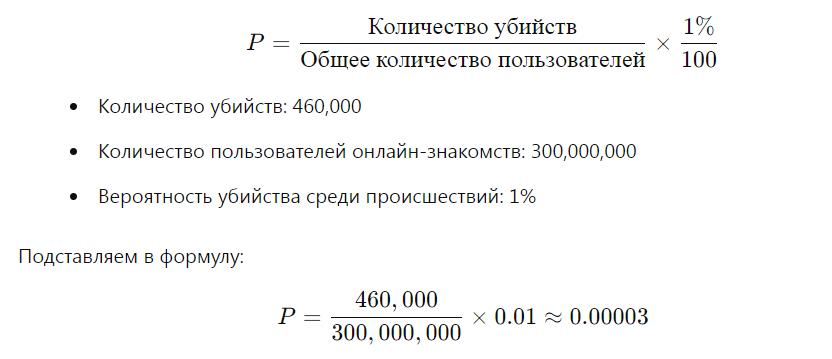 P = Количество убийств / Общее количество пользователей × 1% / 100
• Количество убийств: 460,000
• Количество пользователей онлайн-знакомств: 300,000,000
• Вероятность убийства среди происшествий: 1%
Подставляем в формулу:
P = 460,000 / 300,000,000 × 0.01 ≈ 0.00003